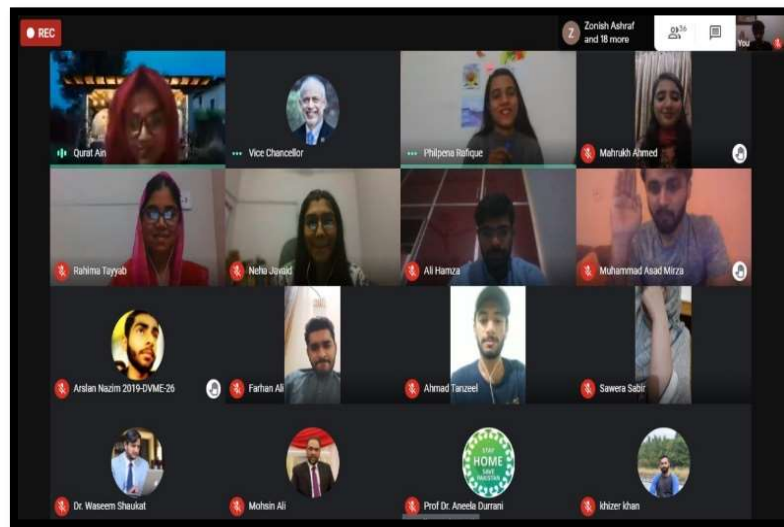 REC
Z
Zonish Ashraf
and 18 more
36
You
Qurat Ain
Vice Chancellor
Philpena Rafique
Mahrukh Ahmed
Rahima Tayyab
Neha Javaid
Ali Hamza
Muhammad Asad Mirza
Arslan Nazim 2019-DVME-26
Farhan Ali
Ahmad Tanzeel
Sawera Sabir
STAY
HOME
SAVE
PAKISTAN
Dr. Waseem Shaukat
Mohsin Ali
Prof Dr. Aneela Durrani
khizer khan